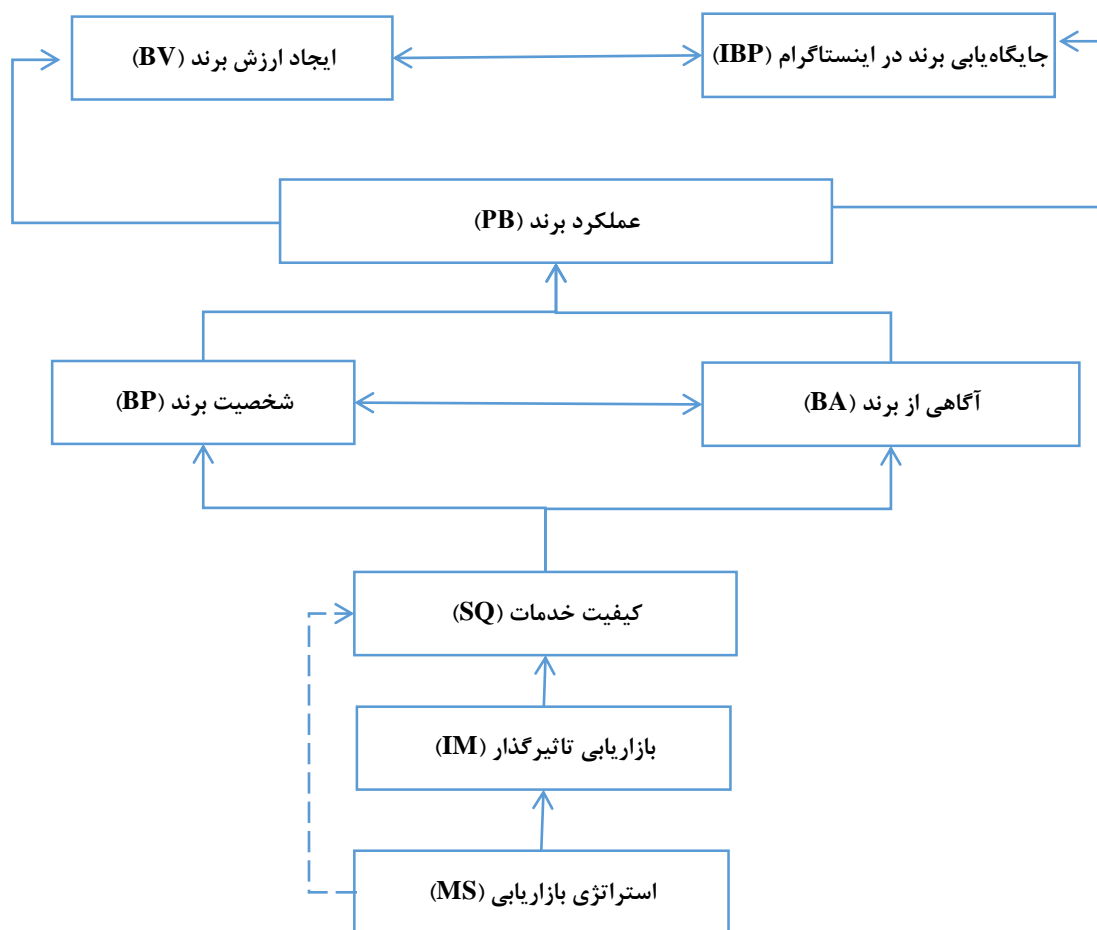 جایگاه‌یابی برند در اینستاگرام (IBP)
ایجاد ارزش برند (BV)
عملکرد برند (PB)
آگاهی از برند (BA)
شخصیت برند (BP)
کیفیت خدمات (SQ)
بازاریابی تاثیرگذار (IM)
استراتژی بازاریابی (MS)